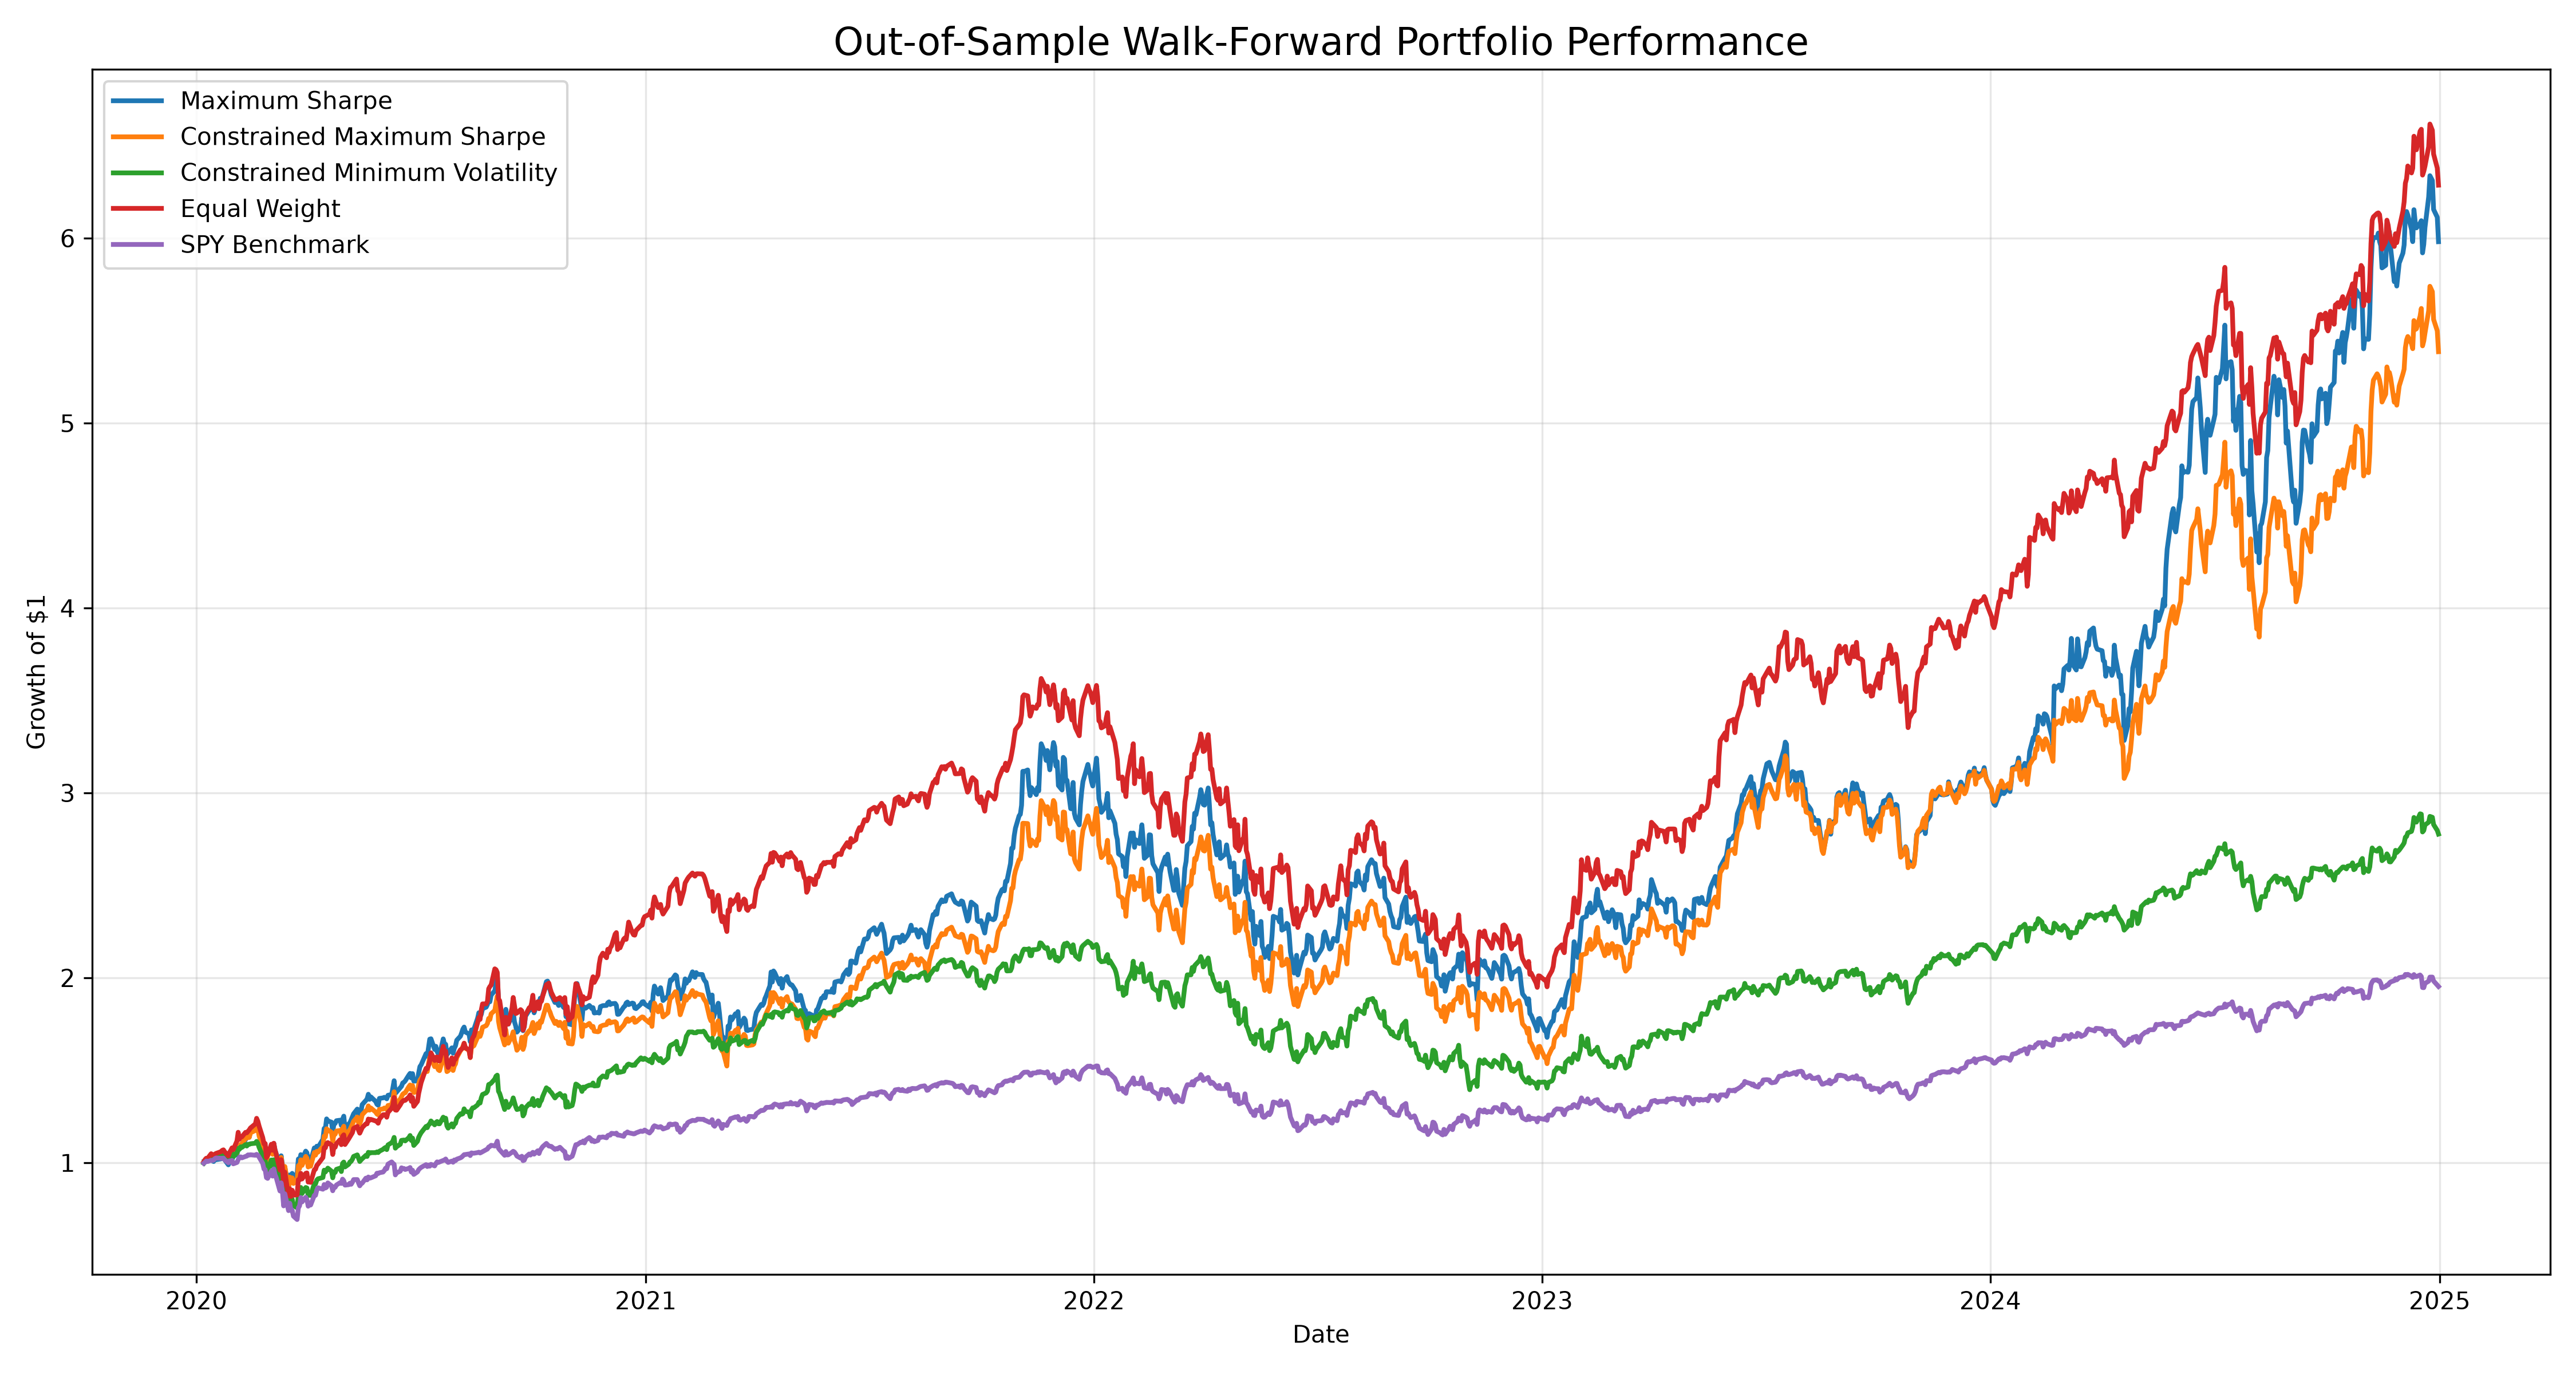 Out-of-Sample Walk-Forward Portfolio Performance
Maximum Sharpe
Constrained Maximum Sharpe
Constrained Minimum Volatility
Equal Weight
SPY Benchmark
Growth of $1
6
5
4
3
2
1
2020 2021 2022 2023 2024 2025
Date